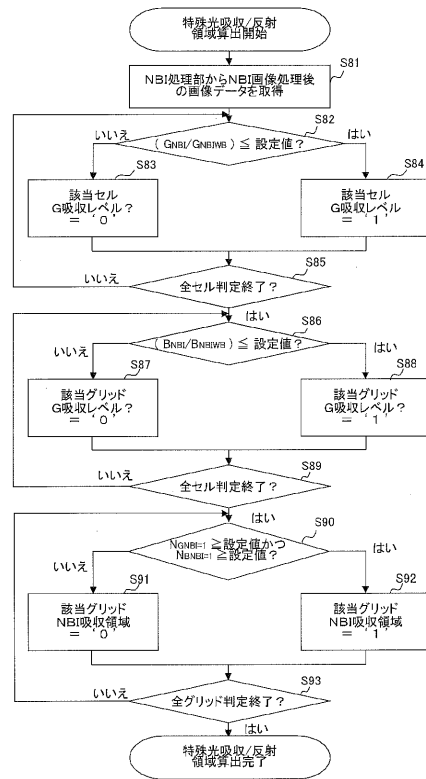 特殊光吸収/反射
領域算出開始
S81
NBI処理部からNBI画像処理後
の画像データを取得
S82
いいえ
(GNBI/GNBIWB)≦ 設定値?
はい
S83
該当セル
G吸収レベル?
= '0'
S84
該当セル
G吸収レベル
= '1'
S85
いいえ
全セル判定終了?
はい
S86
いいえ
(BNBI/BNBIWB)≦ 設定値?
はい
S87
該当グリッド
G吸収レベル?
= '0'
S88
該当グリッド
G吸収レベル?
= '1'
S89
いいえ
全セル判定終了?
はい
S90
NGNBI=1 ≧設定値かつ
NBNBI=1 ≧設定値?
いいえ
はい
S91
該当グリッド
NBI吸収領域
= '0'
S92
該当グリッド
NBI吸収領域
= '1'
S93
いいえ
全グリッド判定終了?
はい
特殊光吸収/反射
領域算出完了